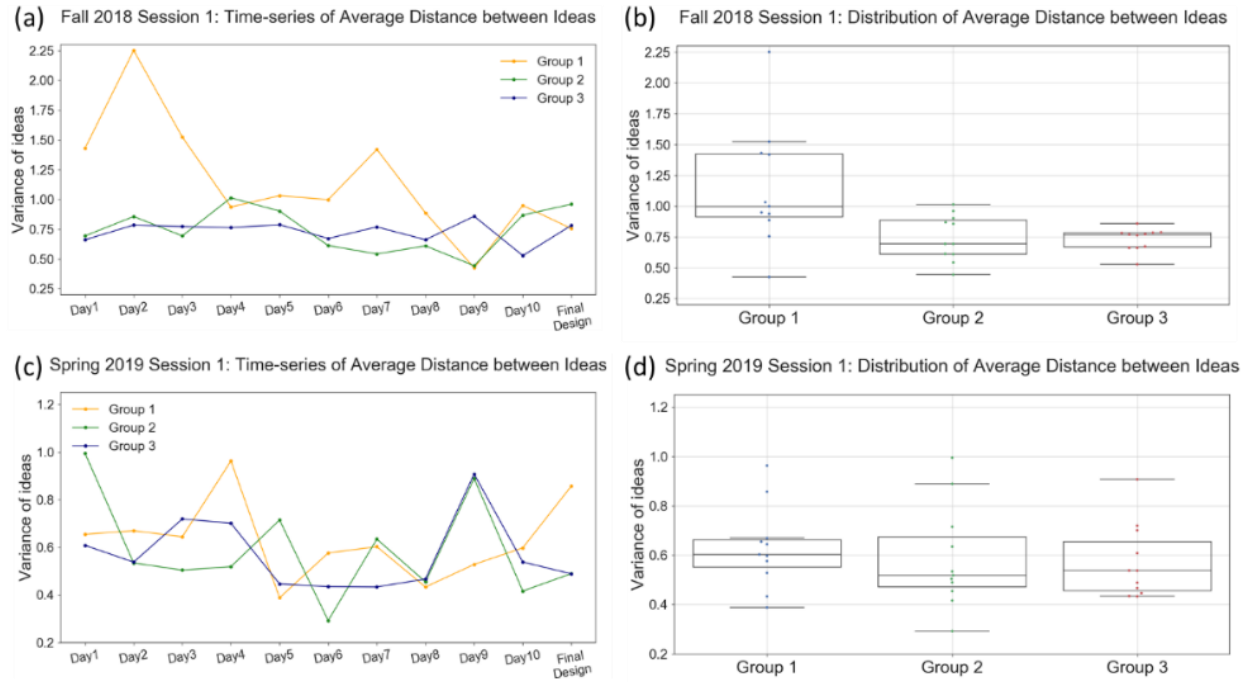 (a) Fall 2018 Session 1: Time-series of Average Distance between Ideas
Variance of ideas
2.25
2.00
1.75
1.50
1.25
1.00
0.75
0.50
0.25
Group 1
Group 2
Group 3
Day1 Day2 Day3 Day4 Day5 Day6 Day7 Day8 Day9 Day10 Final
Design
(b) Fall 2018 Session 1: Distribution of Average Distance between Ideas
Variance of ideas
2.25
2.00
1.75
1.50
1.25
1.00
0.75
0.50
0.25
Group 1 Group 2 Group 3
(c) Spring 2019 Session 1: Time-series of Average Distance between Ideas
Variance of ideas
1.2
1.0
0.8
0.6
0.4
0.2
Group 1
Group 2
Group 3
Day1 Day2 Day3 Day4 Day5 Day6 Day7 Day8 Day9 Day10 Final
Design
(d) Spring 2019 Session 1: Distribution of Average Distance between Ideas
Variance of ideas
1.2
1.0
0.8
0.6
0.4
0.2
Group 1 Group 2 Group 3